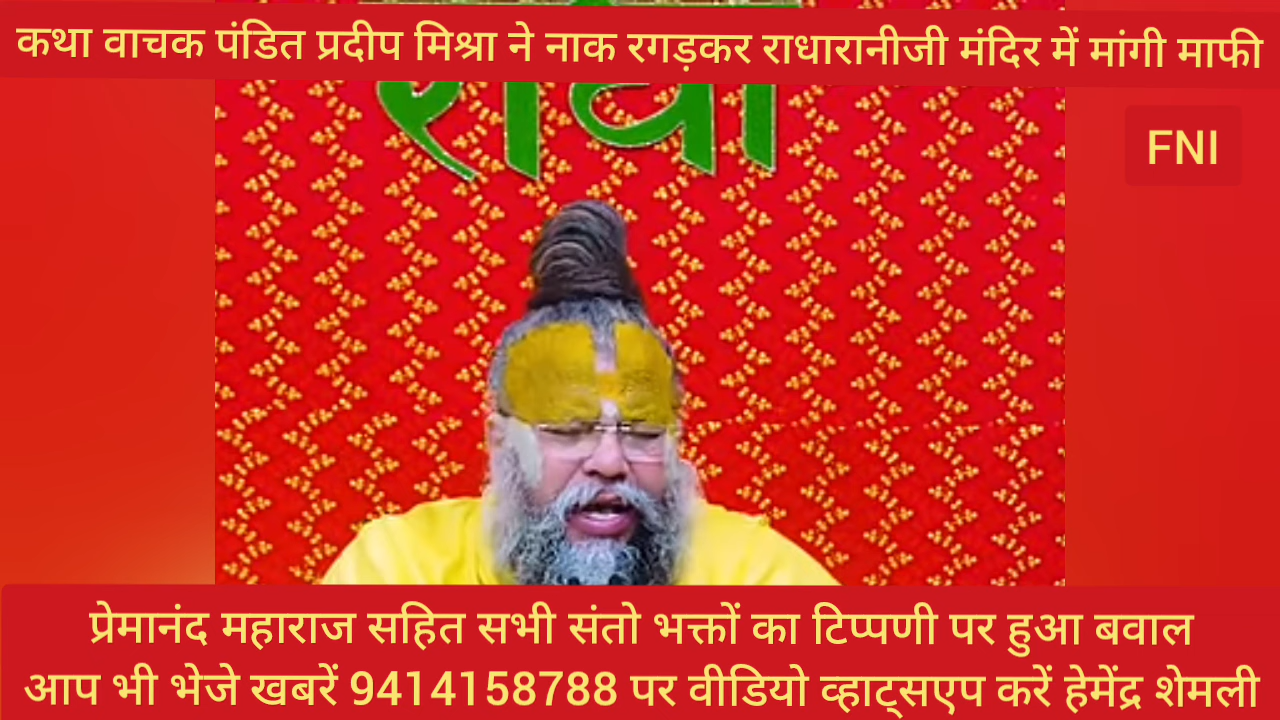 कथा वाचक पंडित प्रदीप मिश्रा ने नाक रगड़कर राधारानीजी मंदिर में मांगी माफी
FNI
राधा
प्रेमानंद महाराज सहित सभी संतो भक्तों का टिप्पणी पर हुआ बवाल
आप भी भेजे खबरें 9414158788 पर वीडियो व्हाट्सएप करें हेमेंद्र शेमली